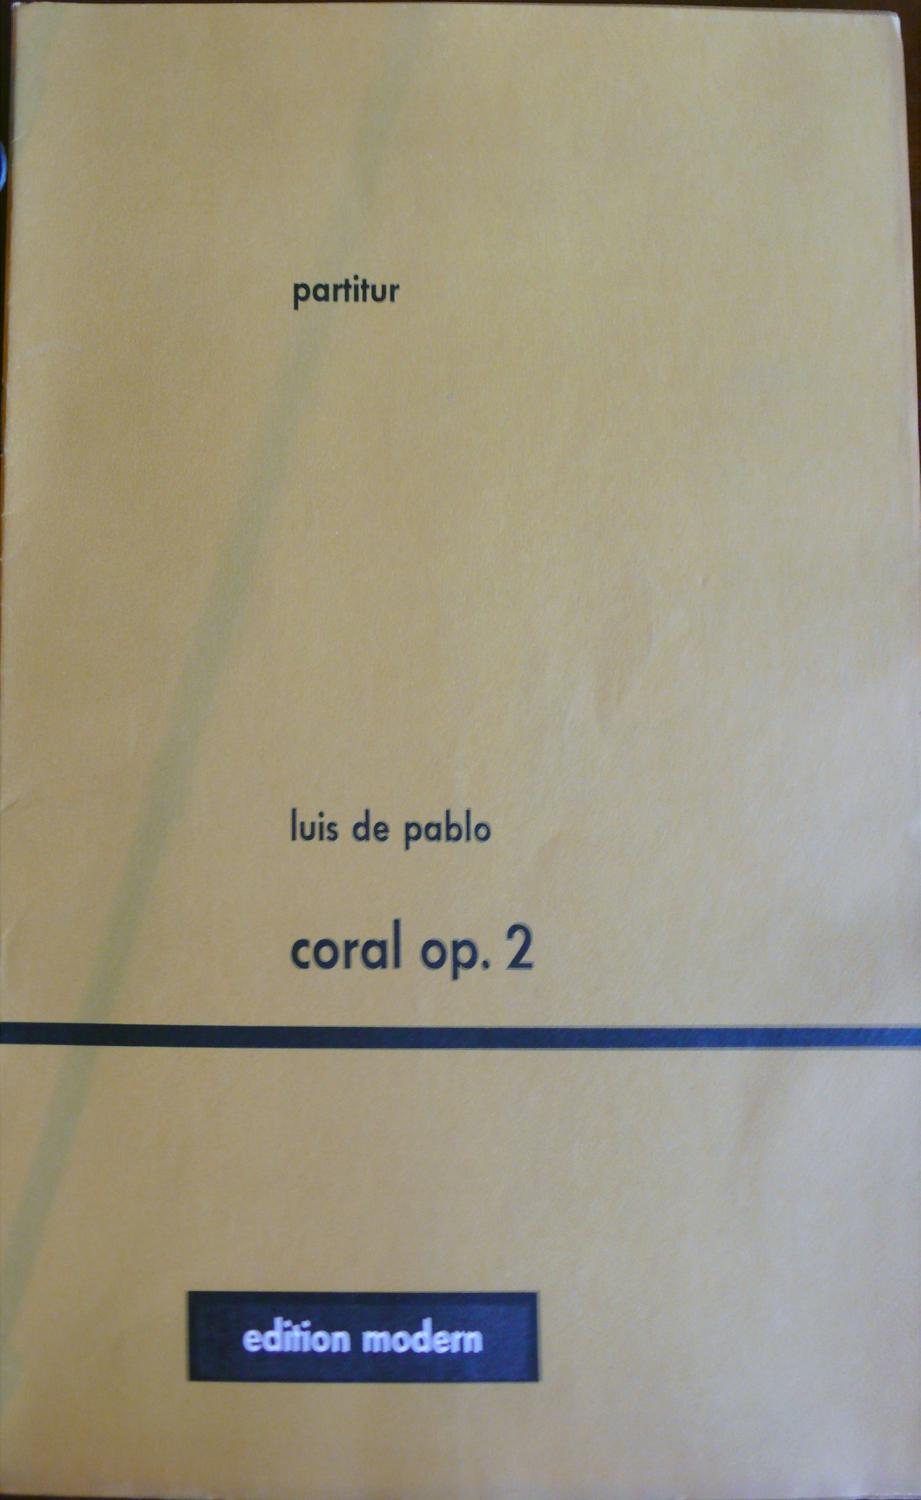 partitur
luis de pablo
coral op. 2
edition modern